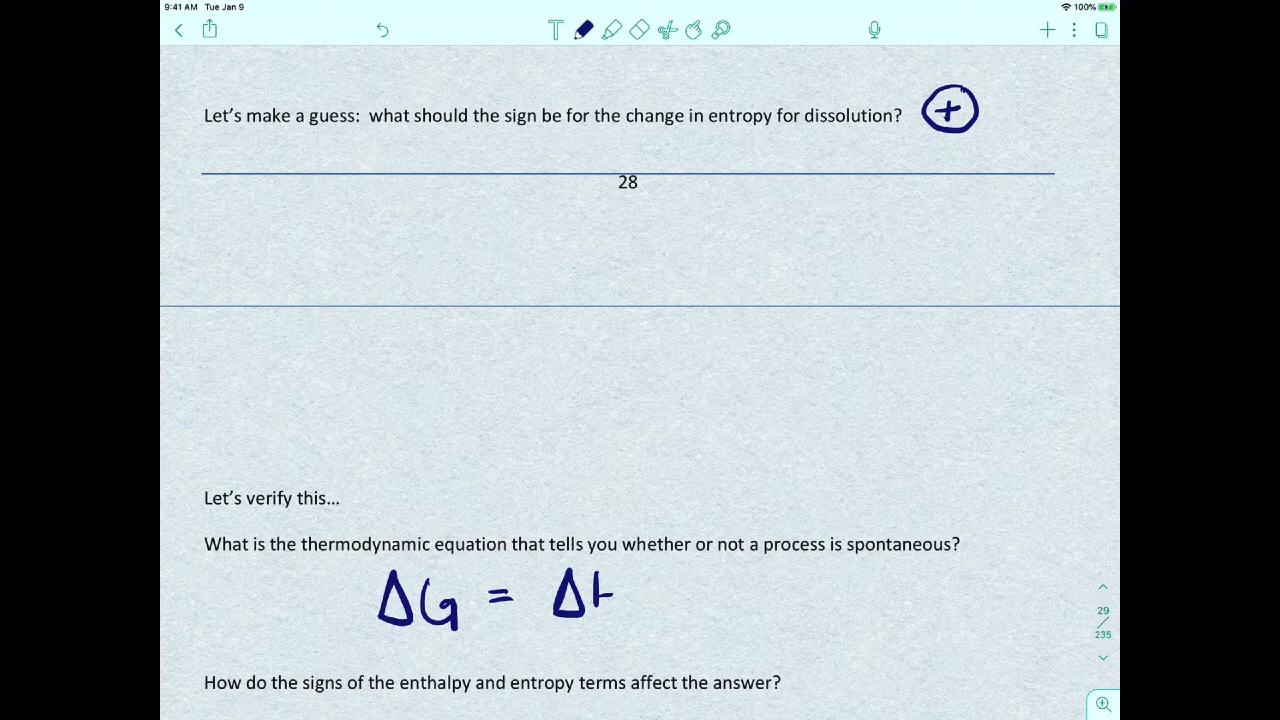 9:41 AM Tue Jan 9 100%
T
Let's make a guess: what should the sign be for the change in entropy for dissolution? +
28
Let's verify this...
What is the thermodynamic equation that tells you whether or not a process is spontaneous?
ΔG = Δ
29
235
How do the signs of the enthalpy and entropy terms affect the answer?